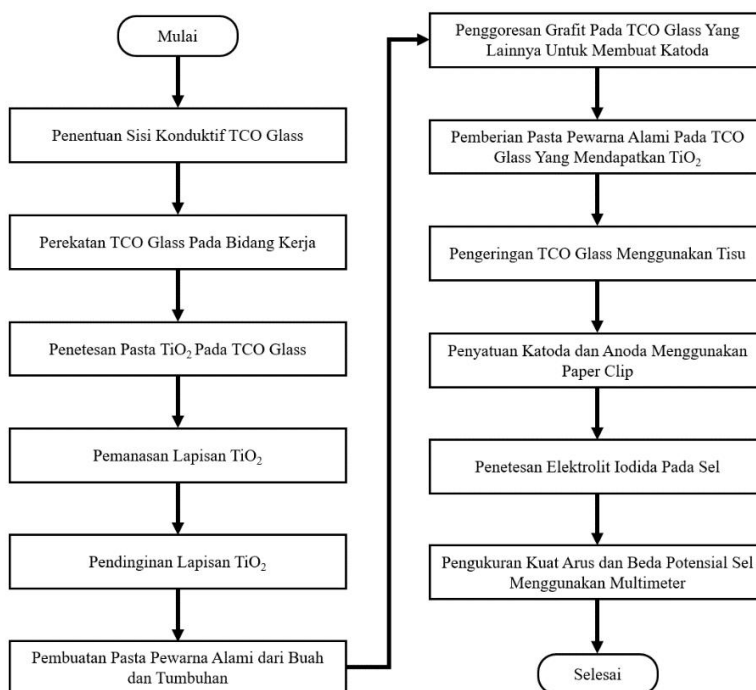 Mulai
Penentuan Sisi Konduktif TCO Glass
Perekatan TCO Glass Pada Bidang Kerja
Penetesan Pasta TiO₂ Pada TCO Glass
Pemanasan Lapisan TiO₂
Pendinginan Lapisan TiO₂
Pembuatan Pasta Pewarna Alami dari Buah
dan Tumbuhan
Penggoresan Grafit Pada TCO Glass Yang
Lainnya Untuk Membuat Katoda
Pemberian Pasta Pewarna Alami Pada TCO
Glass Yang Mendapatkan TiO₂
Pengeringan TCO Glass Menggunakan Tisu
Penyatuan Katoda dan Anoda Menggunakan
Paper Clip
Penetesan Elektrolit Iodida Pada Sel
Pengukuran Kuat Arus dan Beda Potensial Sel
Menggunakan Multimeter
Selesai